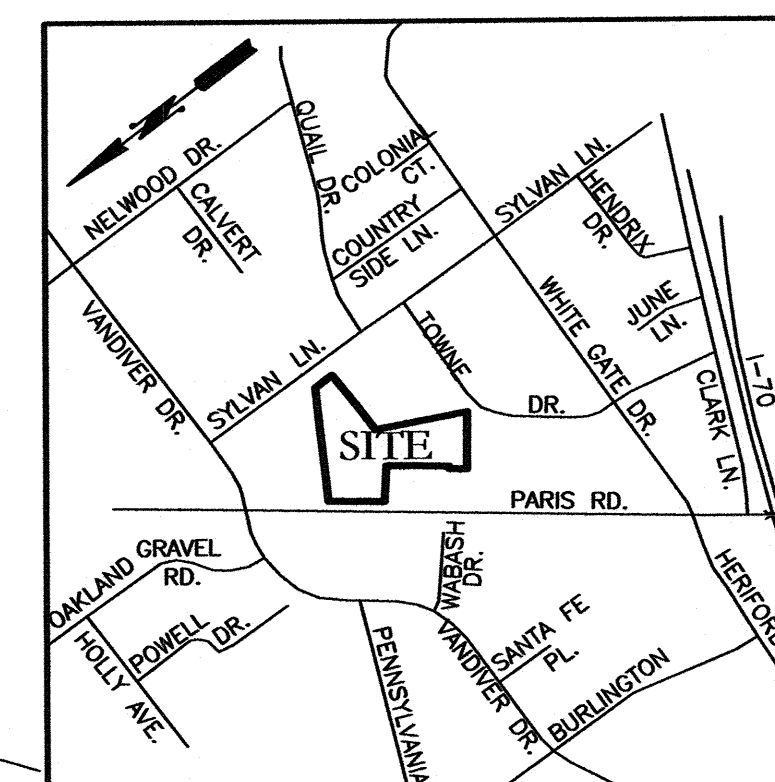 N
NELWOOD DR.
CALVERT
DR.
QUAIL DR.
COLONIAL
CT.
COUNTRY
SIDE LN.
SYLVAN LN.
HENDRIX
DR.
JUNE
LN.
WHITE GATE DR.
I-70
CLARK LN.
VANDIVER DR.
SYLVAN LN.
TOWNE
DR.
SITE
PARIS RD.
OAKLAND GRAVEL
RD.
POWELL DR.
HOLLY AVE.
WABASH
DR.
PENNSYLVANIA
VANDIVER DR.
SANTA FE
PL.
BURLINGTON
HERIFORD